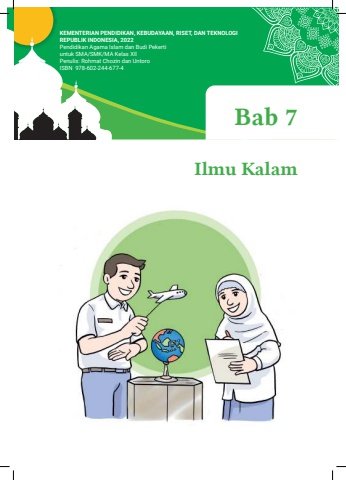 KEMENTERIAN PENDIDIKAN, KEBUDAYAAN, RISET, DAN TEKNOLOGI
REPUBLIK INDONESIA, 2022
Pendidikan Agama Islam dan Budi Pekerti
untuk SMA/SMK/MA Kelas XII
Penulis: Rohmat Chozin dan Untoro
ISBN 978-602-244-677-4
Bab 7
Ilmu Kalam